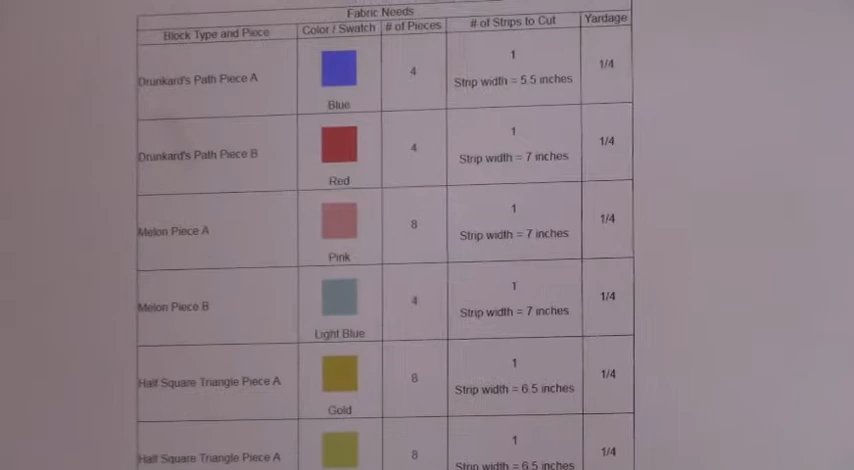 Fabric Needs
Block Type and Piece Color / Swatch # of Pieces # of Strips to Cut Yardage
Drunkard's Path Piece A Blue 4 1 Strip width = 5.5 inches 1/4
Drunkard's Path Piece B Red 4 1 Strip width = 7 inches 1/4
Melon Piece A Pink 8 1 Strip width = 7 inches 1/4
Melon Piece B Light Blue 4 1 Strip width = 7 inches 1/4
Half Square Triangle Piece A Gold 8 1 Strip width = 6.5 inches 1/4
Half Square Triangle Piece A 8 1 Strip width = 6.5 inches 1/4